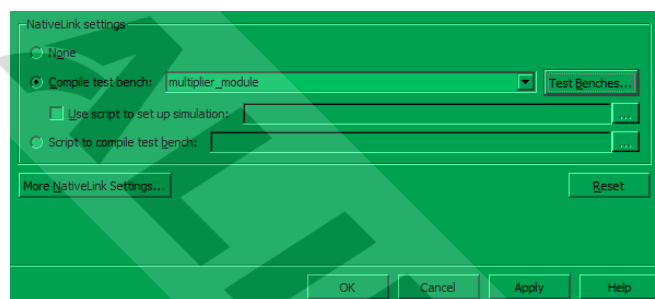 NativeLink settings
None
Compile test bench: multiplier_module Test Benches...
Use script to set up simulation: ...
Script to compile test bench: ...
More NativeLink Settings... Reset
OK Cancel Apply Help